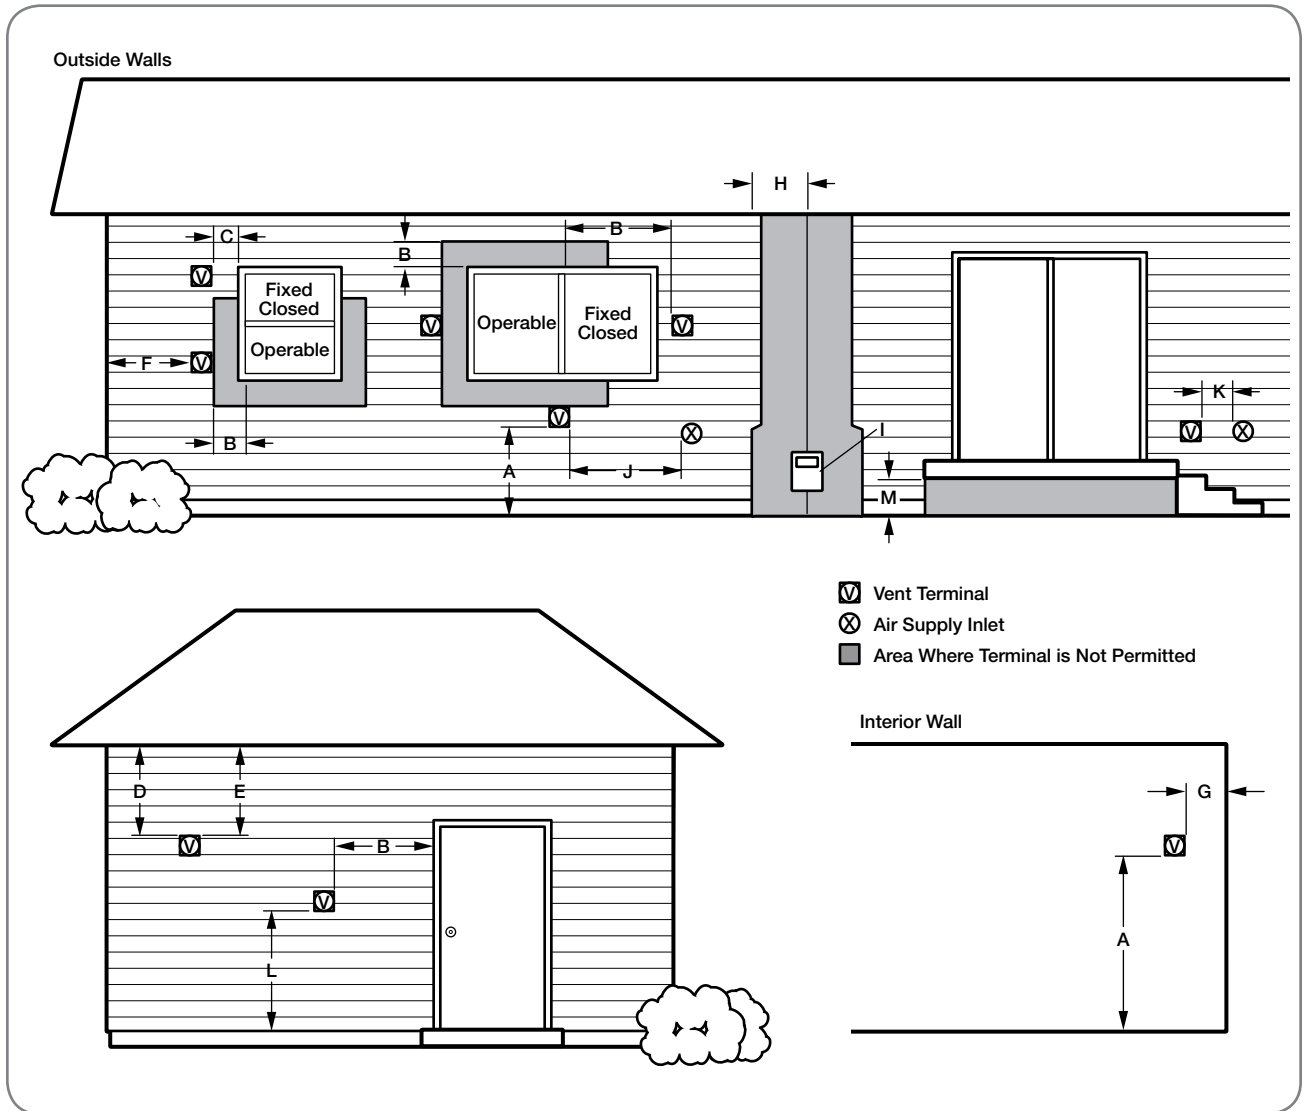 Outside Walls
H
C
B
B
V
Fixed
Closed
Operable
V
Operable
Fixed
Closed
V
F
V
K
V
V
X
I
X
B
A
J
M
V Vent Terminal
X Air Supply Inlet
Area Where Terminal is Not Permitted
Interior Wall
D
E
G
V
B
V
V
A
L